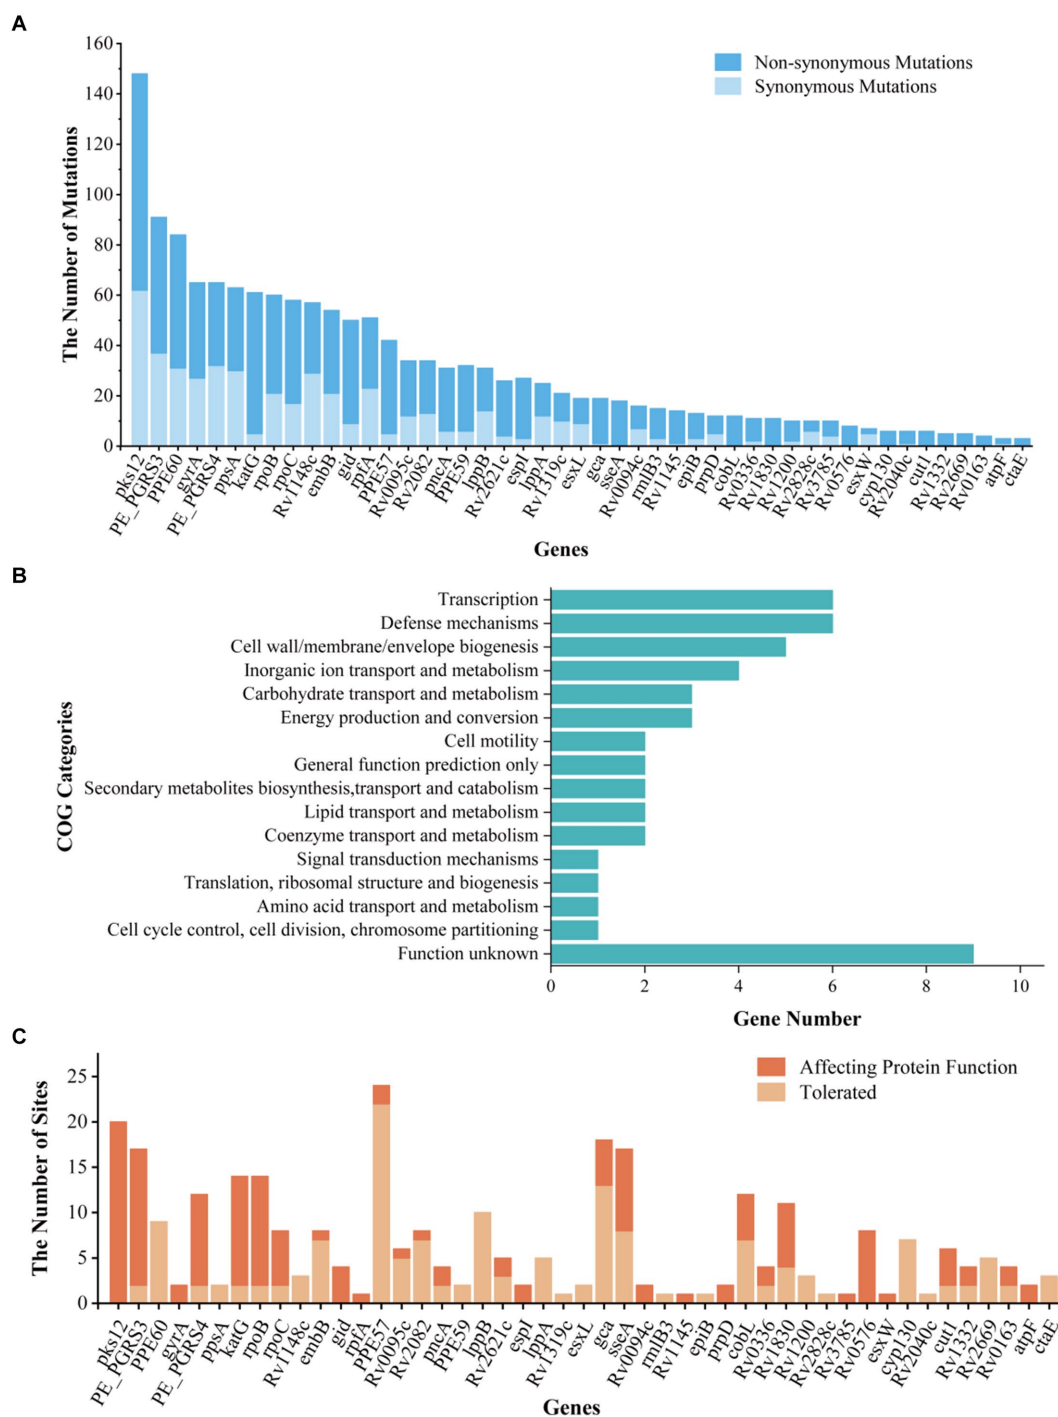 A
The Number of Mutations
160
140
120
100
80
60
40
20
0
Non-synonymous Mutations
Synonymous Mutations
pks12
PE_PGRS3
PPE60
gyrA
PE_PGRS4
ppsA
katG
rpoB
rpoC
Rv1148c
embB
gid
rpfA
PPE57
Rv0095c
Rv2082
pncA
PPE59
lppB
Rv2621c
espI
lppA
Rv1319c
esxL
gca
sseA
Rv0094c
rmlB3
Rv1145
epiB
prpD
cobL
Rv0336
Rv1830
Rv1200
Rv2828c
Rv3785
Rv0576
esxW
cyp130
Rv2040c
cut1
Rv1332
Rv2669
Rv0163
atpF
ctaE
Genes
B
COG Categories
Transcription
Defense mechanisms
Cell wall/membrane/envelope biogenesis
Inorganic ion transport and metabolism
Carbohydrate transport and metabolism
Energy production and conversion
Cell motility
General function prediction only
Secondary metabolites biosynthesis,transport and catabolism
Lipid transport and metabolism
Coenzyme transport and metabolism
Signal transduction mechanisms
Translation, ribosomal structure and biogenesis
Amino acid transport and metabolism
Cell cycle control, cell division, chromosome partitioning
Function unknown
0 2 4 6 8 10
Gene Number
C
The Number of Sites
25
20
15
10
5
0
Affecting Protein Function
Tolerated
pks12
PE_PGRS3
PPE60
gyrA
PE_PGRS4
ppsA
katG
rpoB
rpoC
Rv1148c
embB
gid
rpfA
PPE57
Rv0095c
Rv2082
pncA
PPE59
lppB
Rv2621c
espI
lppA
Rv1319c
esxL
gca
sseA
Rv0094c
rmlB3
Rv1145
epiB
prpD
cobL
Rv0336
Rv1830
Rv1200
Rv2828c
Rv3785
Rv0576
esxW
cyp130
Rv2040c
cut1
Rv1332
Rv2669
Rv0163
atpF
ctaE
Genes